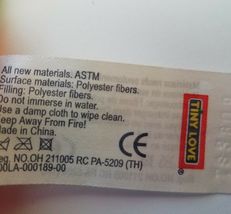 All new materials. ASTM
Surface materials: Polyester fibers.
Filling: Polyester fibers.
Do not immerse in water.
Use a damp cloth to wipe clean.
Keep Away From Fire!
Made in China.
CE
eg. NO.OH 211005 RC PA-5209 (TH)
00LA-000189-00
TINY LOVE